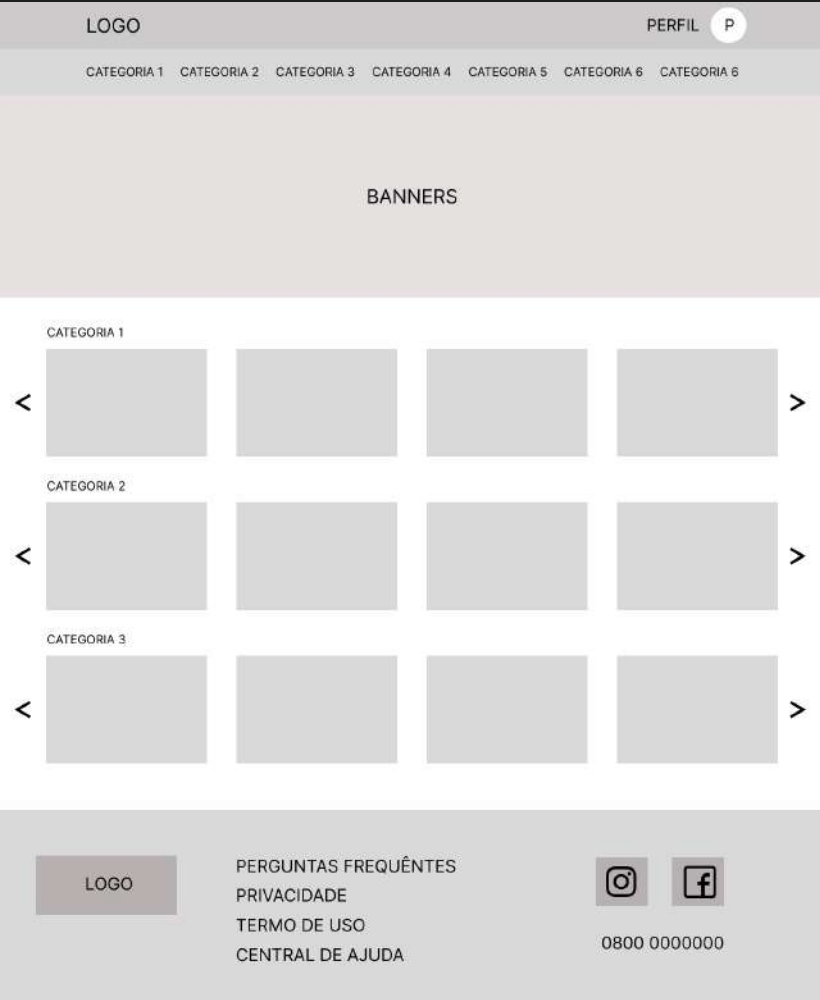 LOGO PERFIL P
CATEGORIA 1 CATEGORIA 2 CATEGORIA 3 CATEGORIA 4 CATEGORIA 5 CATEGORIA 6 CATEGORIA 6
BANNERS
CATEGORIA 1
< >
CATEGORIA 2
< >
CATEGORIA 3
< >
LOGO
PERGUNTAS FREQUÊNTES
PRIVACIDADE
TERMO DE USO
CENTRAL DE AJUDA
0800 0000000